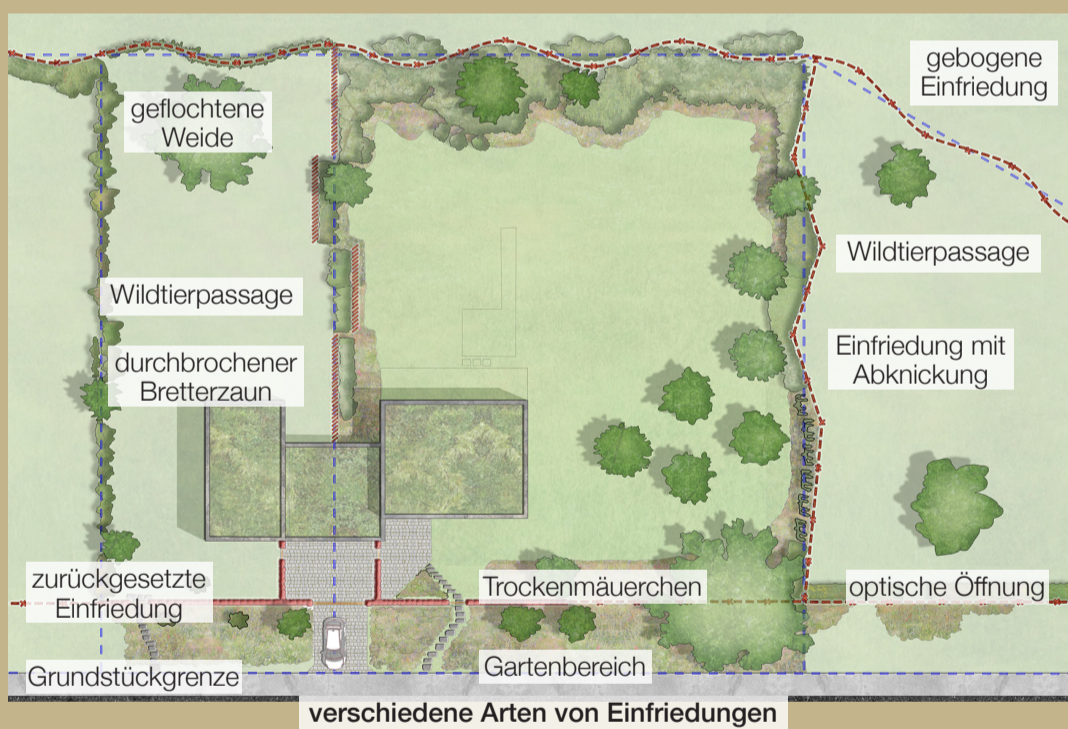 gebogene
Einfriedung
geflochtene
Weide
Wildtierpassage
Wildtierpassage
durchbrochener
Bretterzaun
Einfriedung mit
Abknickung
zurückgesetzte
Einfriedung
Trockenmäuerchen
optische Öffnung
Grundstückgrenze
Gartenbereich
verschiedene Arten von Einfriedungen